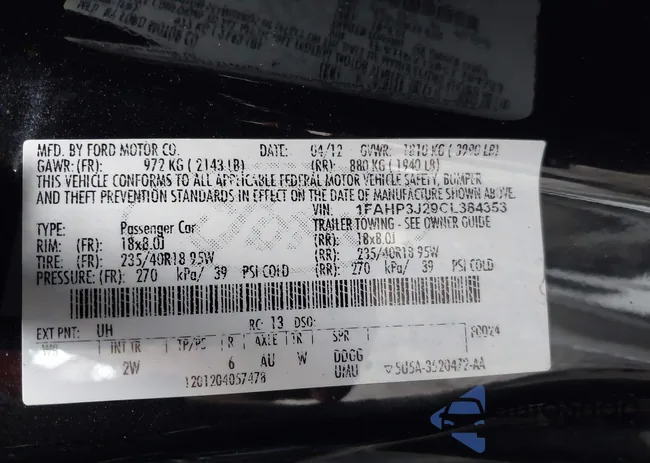 MFD. BY FORD MOTOR CO. DATE: 04/12 GVWR: 1810 KG ( 3990 LB)
GAWR: (FR): 972 KG ( 2143 LB) (RR): 880 KG ( 1940 LB)
THIS VEHICLE CONFORMS TO ALL APPLICABLE FEDERAL MOTOR VEHICLE SAFETY, BUMPER
AND THEFT PREVENTION STANDARDS IN EFFECT ON THE DATE OF MANUFACTURE SHOWN ABOVE.
VIN: 1FAHP3J29CL384353
TYPE: Passenger Car TRAILER TOWING - SEE OWNER GUIDE
RIM: (FR): 18x8.0J (RR): 18x8.0J
TIRE: (FR): 235/40R18 95W (RR): 235/40R18 95W
PRESSURE: (FR): 270 kPa/ 39 PSI COLD (RR): 270 kPa/ 39 PSI COLD
EXT PNT: UH RC: 13 DSO:
WB INT TR TP/PS R AXLE TR SPR
2W 6 AU W DDGG
UMU
1201204057478